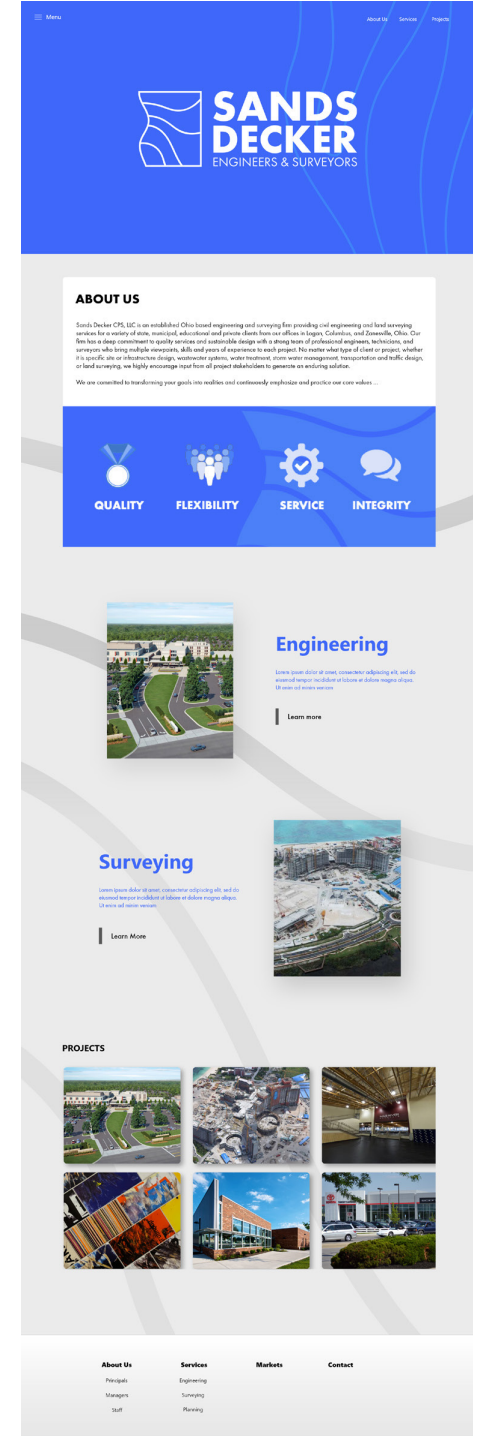 Menu
About Us Services Projects
SANDS
DECKER
ENGINEERS & SURVEYORS
ABOUT US
Sands Decker CPS, LLC is an established Ohio based engineering and surveying firm providing civil engineering and land surveying
services for a variety of state, municipal, educational and private clients from our offices in Logan, Columbus, and Zanesville, Ohio. Our
firm has a deep commitment to quality services and sustainable design with a strong team of professional engineers, technicians, and
surveyors who bring multiple viewpoints, skills and years of experience to each project. No matter what type of client or project, whether
it is specific site or infrastructure design, wastewater systems, water treatment, storm water management, transportation and traffic design,
or land surveying, we highly encourage input from all project stakeholders to generate an enduring solution.
We are committed to transforming your goals into realities and continuously emphasize and practice our core values ...
QUALITY FLEXIBILITY SERVICE INTEGRITY
Engineering
Lorem ipsum dolor sit amet, consectetur adipiscing elit, sed do
eiusmod tempor incididunt ut labore et dolore magna aliqua.
Ut enim ad minim veniam
Learn more
Surveying
Lorem ipsum dolor sit amet, consectetur adipiscing elit, sed do
eiusmod tempor incididunt ut labore et dolore magna aliqua.
Ut enim ad minim veniam
Learn More
PROJECTS
About Us Services Markets Contact
Principals Engineering
Managers Surveying
Staff Planning